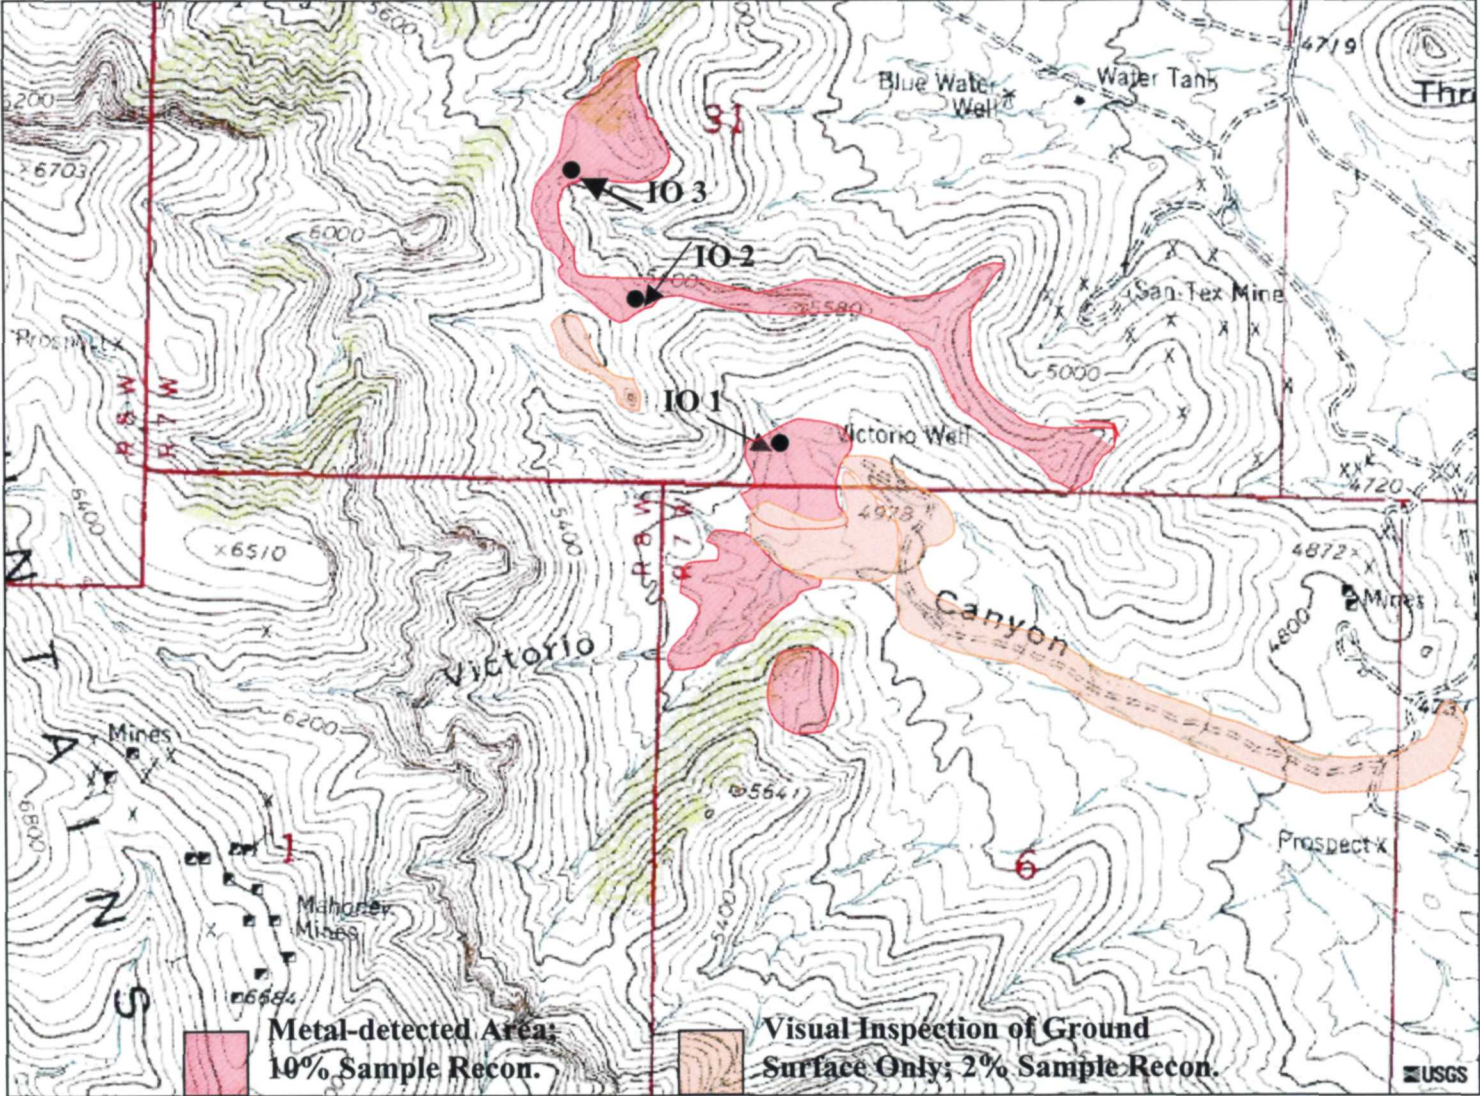 5600
4719
Blue Water
Well
Water Tank
31
5200
×6703
IO 3
6000
IO 2
5580
San Tex Mine
Prospect x
5000
IO 1
R 8 W
R 7 W
Victorio Well
4720
6400
×6510
5400
4978
R 8 W
R 7 W
4872×
N
Canyon
Mines
4800
T
Victorio
6200
4731
Mines
A
5641
I
6800
1
6
Prospect x
N
Mahoney
Mines
5400
S
6684
Metal-detected Area;
10% Sample Recon.
Visual Inspection of Ground
Surface Only; 2% Sample Recon.
USGS